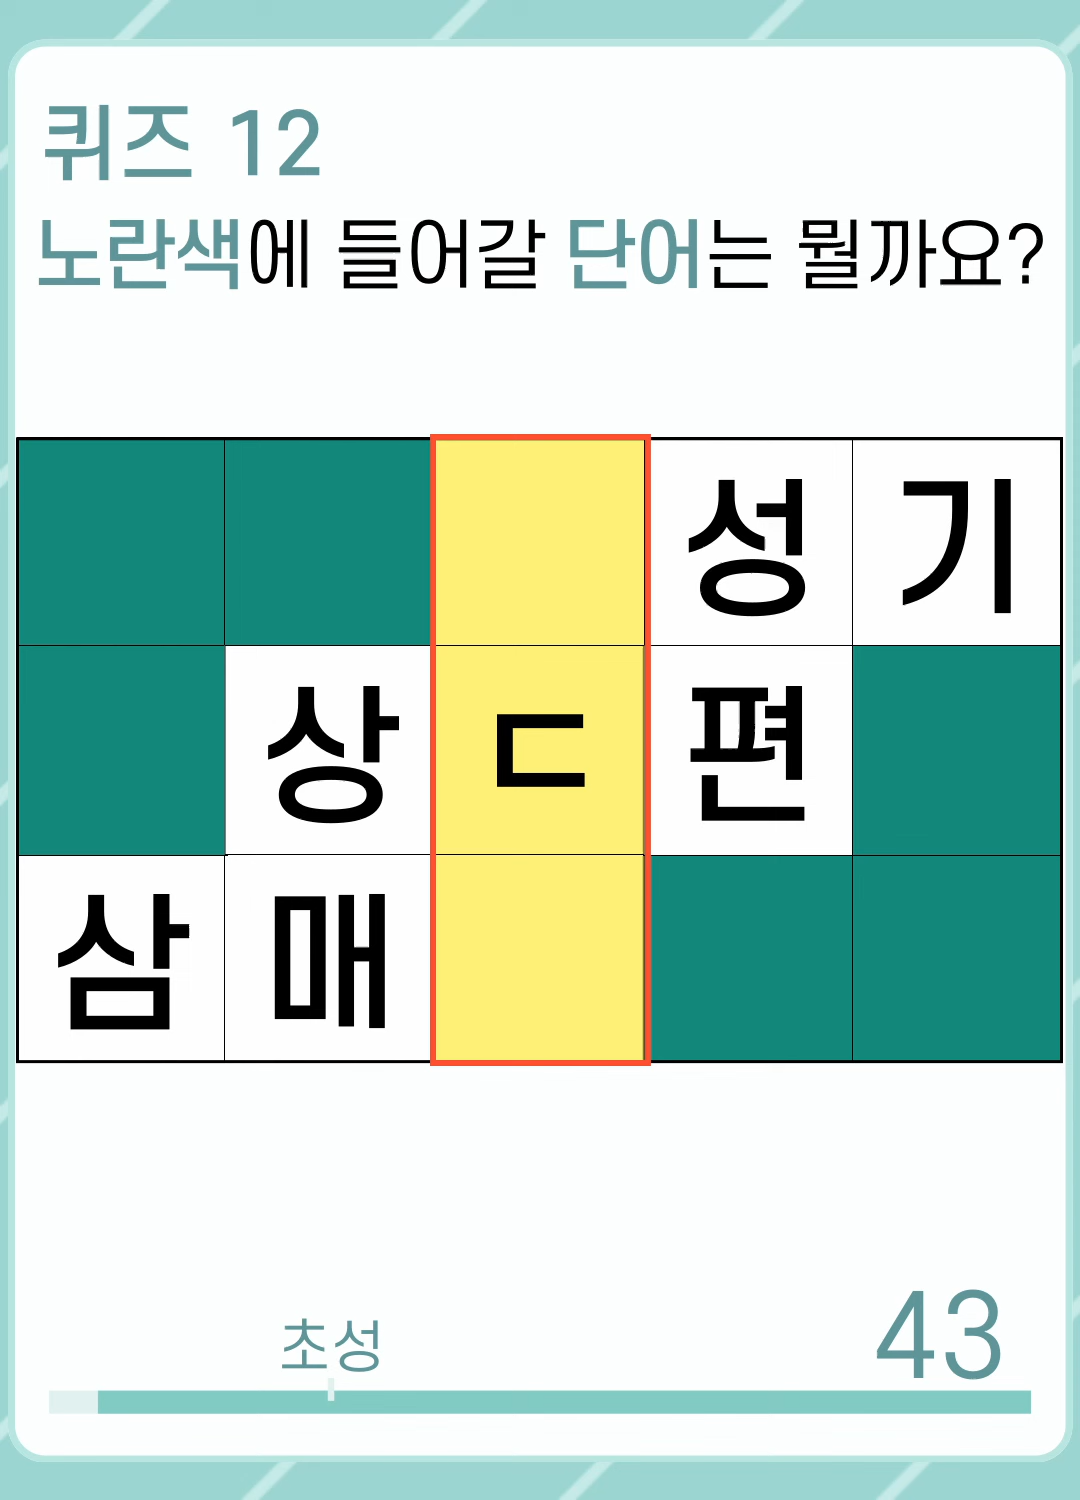 퀴즈 12
노란색에 들어갈 단어는 뭘까요?
성 기
상 ㄷ 편
삼 매
초성
43